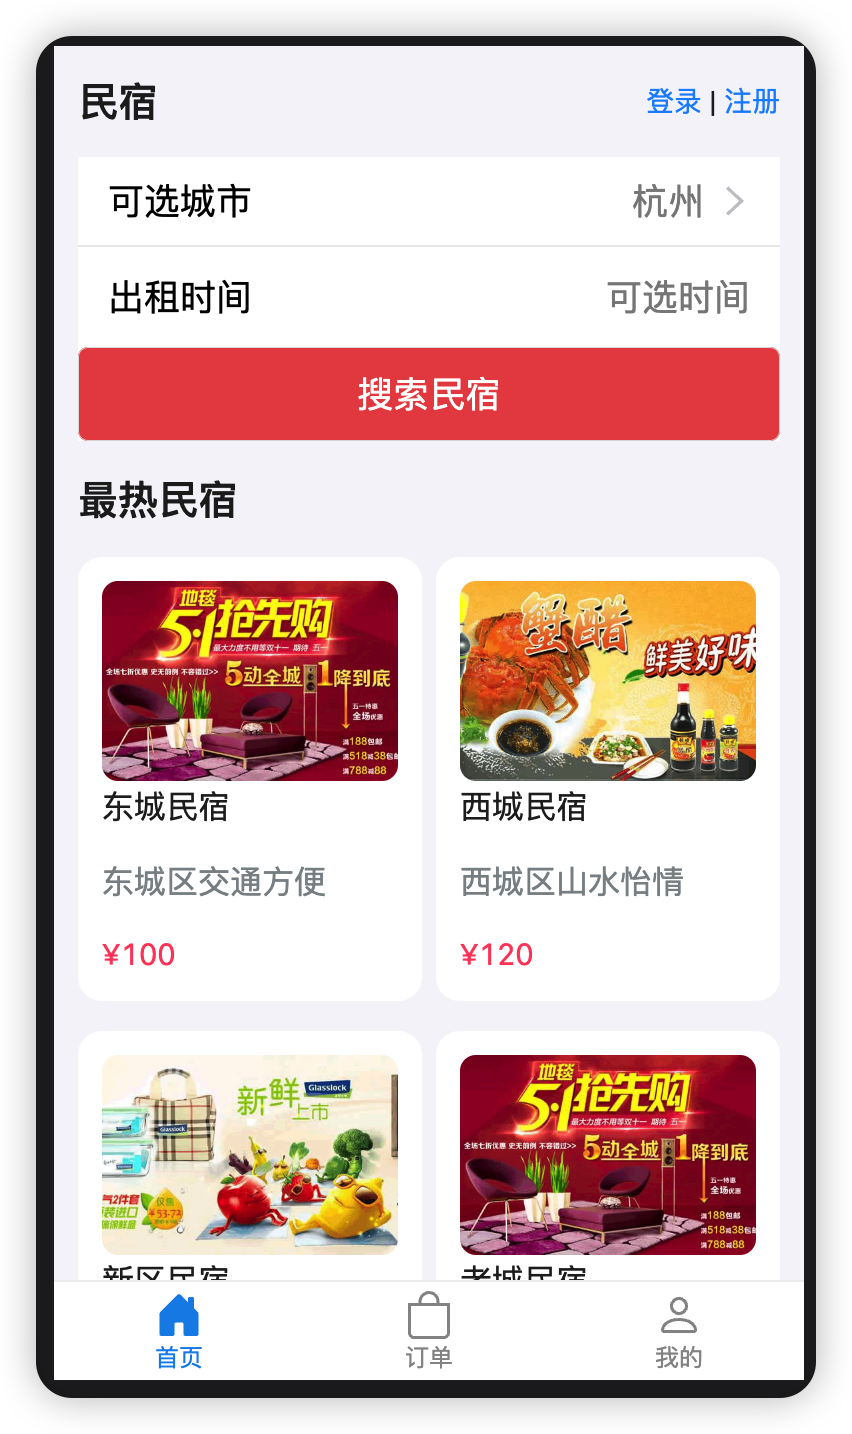 民宿
登录 | 注册
可选城市 杭州
出租时间 可选时间
搜索民宿
最热民宿
地毯
5·1抢先购
最大力度不用等双十一 期待 五一
全场七折优惠 史无前例 不容错过>>
5动全城 1降到底
五一特惠
全场优惠
满188包邮
满518减38包邮
满788减88
东城民宿
东城区交通方便
¥100
蟹醋
鲜美好味
西城民宿
西城区山水怡情
¥120
新鲜上市
Glasslock
Glasslock
气2件套
仅售
¥53.72
装进口
保鲜盒
新区民宿
地毯
5·1抢先购
最大力度不用等双十一 期待 五一
全场七折优惠 史无前例 不容错过>>
5动全城 1降到底
五一特惠
全场优惠
满188包邮
满518减38包邮
满788减88
老城民宿
首页
订单
我的